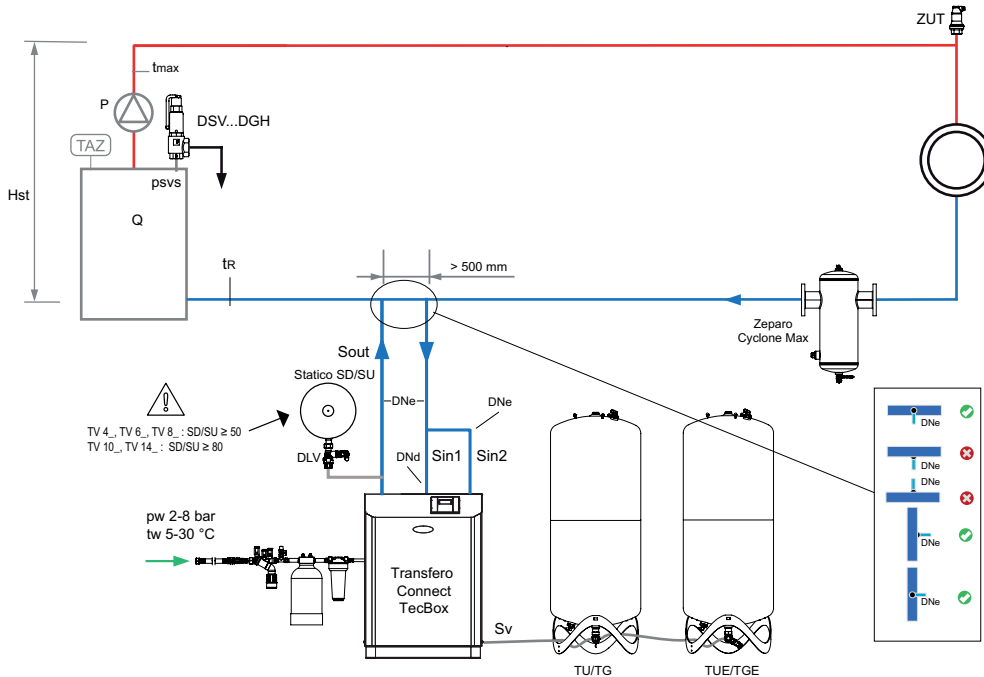 ZUT
tmax
P
DSV...DGH
TAZ
psvs
Hst
Q
tR
> 500 mm
Zeparo
Cyclone Max
Sout
Statico SD/SU
DNe
DNe
TV 4_, TV 6_, TV 8_ : SD/SU ≥ 50
TV 10_, TV 14_ : SD/SU ≥ 80
DLV
DNd
Sin1
Sin2
pw 2-8 bar
tw 5-30 °C
Transfero
Connect
TecBox
Sv
TU/TG
TUE/TGE
DNe
DNe
DNe
DNe
DNe